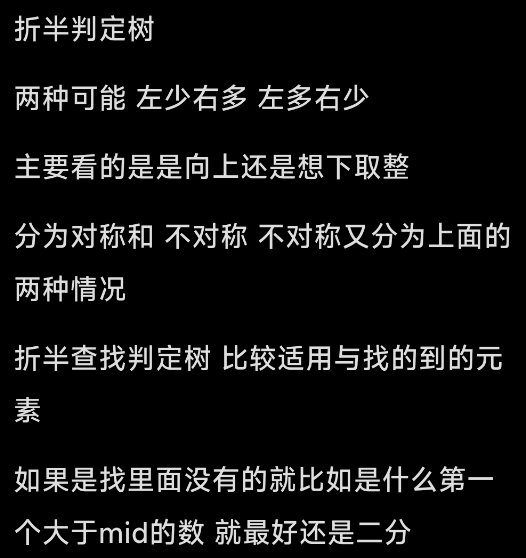 折半判定树
两种可能 左少右多 左多右少
主要看的是是向上还是想下取整
分为对称和 不对称 不对称又分为上面的
两种情况
折半查找判定树 比较适用与找的到的元
素
如果是找里面没有的就比如是什么第一
个大于mid的数 就最好还是二分